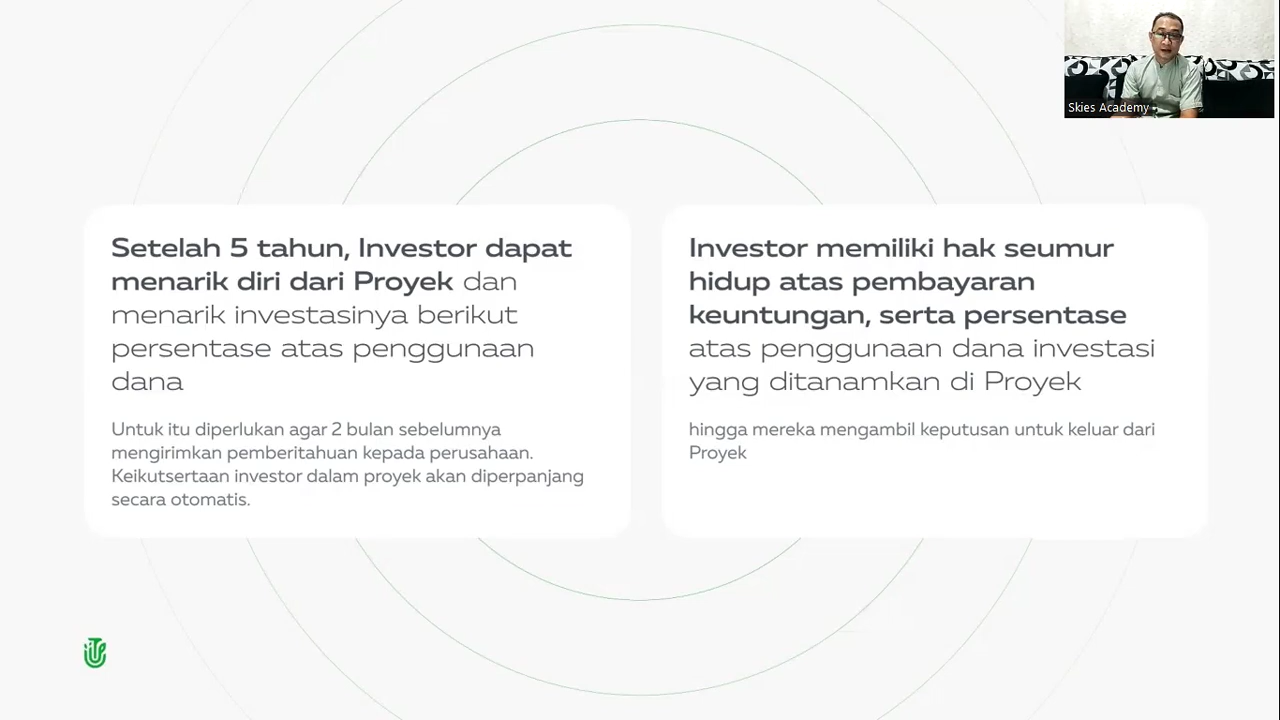 Skies Academy
Setelah 5 tahun, Investor dapat
menarik diri dari Proyek dan
menarik investasinya berikut
persentase atas penggunaan
dana
Untuk itu diperlukan agar 2 bulan sebelumnya
mengirimkan pemberitahuan kepada perusahaan.
Keikutsertaan investor dalam proyek akan diperpanjang
secara otomatis.
Investor memiliki hak seumur
hidup atas pembayaran
keuntungan, serta persentase
atas penggunaan dana investasi
yang ditanamkan di Proyek
hingga mereka mengambil keputusan untuk keluar dari
Proyek